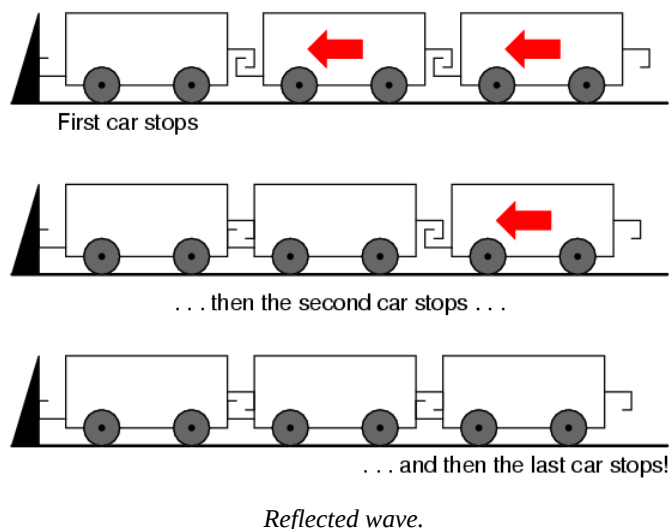 First car stops
. . . then the second car stops . . .
. . . and then the last car stops!
Reflected wave.